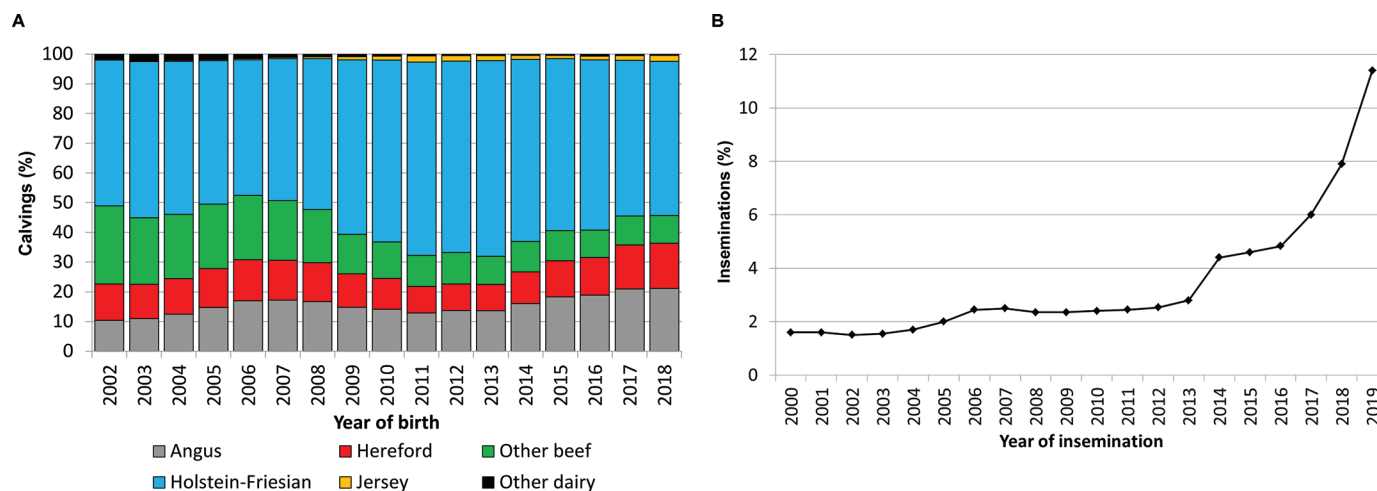 A
Calvings (%)
100
90
80
70
60
50
40
30
20
10
0
2002 2003 2004 2005 2006 2007 2008 2009 2010 2011 2012 2013 2014 2015 2016 2017 2018
Year of birth
Angus Hereford Other beef
Holstein-Friesian Jersey Other dairy
B
Inseminations (%)
12
10
8
6
4
2
0
2000 2001 2002 2003 2004 2005 2006 2007 2008 2009 2010 2011 2012 2013 2014 2015 2016 2017 2018 2019
Year of insemination